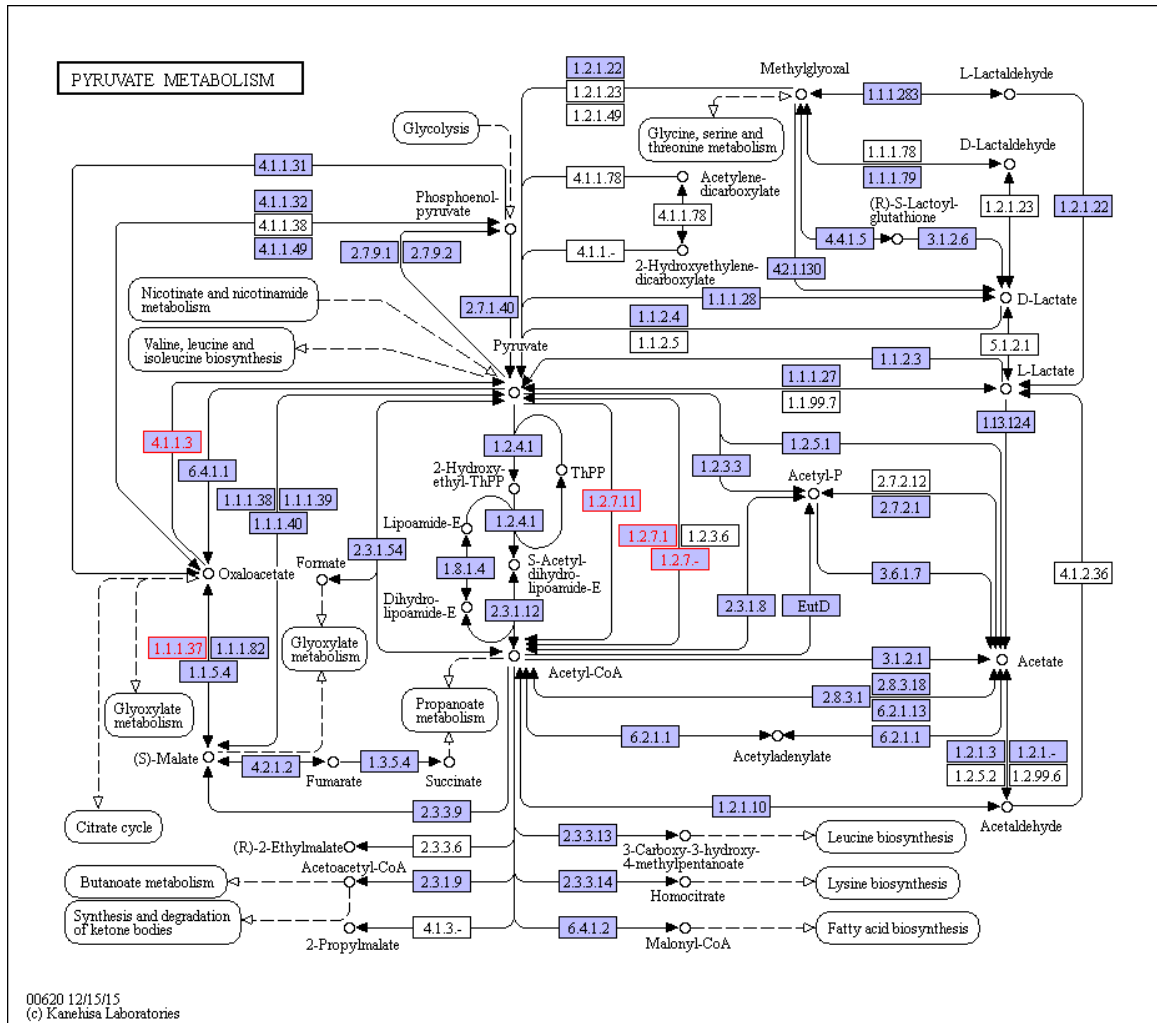 PYRUVATE METABOLISM
1.2.1.22
1.2.1.23
1.2.1.49
Methylglyoxal
1.1.1.283
L-Lactaldehyde
Glycolysis
Glycine, serine and
threonine metabolism
1.1.1.78
1.1.1.79
D-Lactaldehyde
4.1.1.31
4.1.1.32
4.1.1.38
4.1.1.49
Phosphoenol-
pyruvate
4.1.1.78
Acetylene-
dicarboxylate
4.1.1.78
(R)-S-Lactoyl-
glutathione
1.2.1.23
1.2.1.22
2.7.9.1
2.7.9.2
4.1.1.-
2-Hydroxyethylene-
dicarboxylate
4.4.1.5
3.1.2.6
4.2.1.130
Nicotinate and nicotinamide
metabolism
2.7.1.40
1.1.1.28
D-Lactate
1.1.2.4
1.1.2.5
Valine, leucine and
isoleucine biosynthesis
Pyruvate
1.1.2.3
5.1.2.1
L-Lactate
1.1.1.27
1.1.99.7
1.13.12.4
4.1.1.3
6.4.1.1
1.1.1.38
1.1.1.39
1.1.1.40
1.2.4.1
2-Hydroxy-
ethyl-ThPP
ThPP
1.2.5.1
1.2.3.3
Acetyl-P
2.7.2.12
2.7.2.1
1.2.7.11
Lipoamide-E
1.2.4.1
1.2.7.1
1.2.3.6
1.2.7.-
2.3.1.54
Formate
1.8.1.4
S-Acetyl-
dihydro-
lipoamide-E
Oxaloacetate
3.6.1.7
4.1.2.36
Dihydro-
lipoamide-E
2.3.1.12
2.3.1.8
EutD
1.1.1.37
1.1.1.82
1.1.5.4
Glyoxylate
metabolism
Acetyl-CoA
3.1.2.1
Acetate
Glyoxylate
metabolism
Propanoate
metabolism
2.8.3.1
2.8.3.18
6.2.1.13
6.2.1.1
Acetyladenylate
6.2.1.1
(S)-Malate
4.2.1.2
Fumarate
1.3.5.4
Succinate
1.2.1.3
1.2.1.-
1.2.5.2
1.2.99.6
2.3.3.9
1.2.1.10
Acetaldehyde
Citrate cycle
2.3.3.13
3-Carboxy-3-hydroxy-
4-methylpentanoate
Leucine biosynthesis
(R)-2-Ethylmalate
2.3.3.6
Acetoacetyl-CoA
Butanoate metabolism
2.3.1.9
2.3.3.14
Homocitrate
Lysine biosynthesis
Synthesis and degradation
of ketone bodies
2-Propylmalate
4.1.3.-
6.4.1.2
Malonyl-CoA
Fatty acid biosynthesis
00620 12/15/15
(c) Kanehisa Laboratories